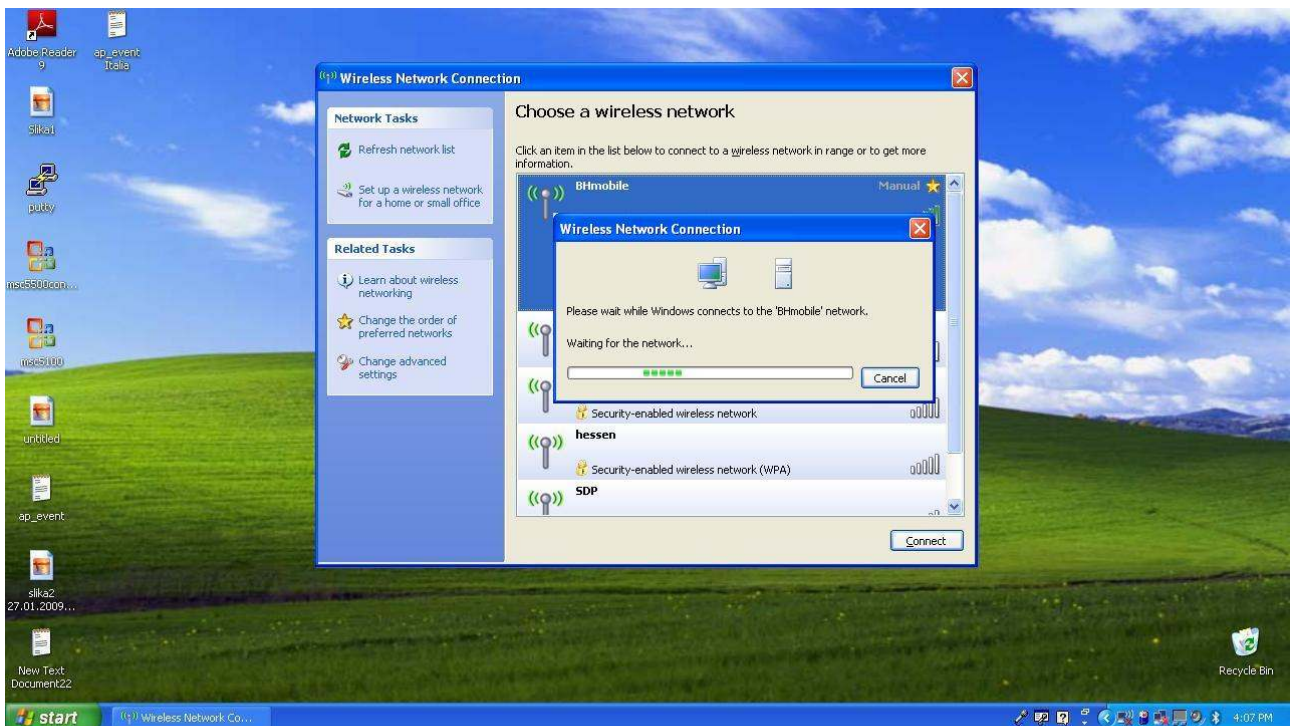 Adobe Reader
9
ap_event
Italia
Slika1
putty
msc5500con...
msc5100
untitled
ap_event
slika2
27.01.2009...
New Text
Document22
Recycle Bin
Wireless Network Connection
Network Tasks
Refresh network list
Set up a wireless network
for a home or small office
Related Tasks
Learn about wireless
networking
Change the order of
preferred networks
Change advanced
settings
Choose a wireless network
Click an item in the list below to connect to a wireless network in range or to get more
information.
BHmobile
Manual
Wireless Network Connection
Please wait while Windows connects to the 'BHmobile' network.
Waiting for the network...
Cancel
Security-enabled wireless network
hessen
Security-enabled wireless network (WPA)
SDP
Connect
start
Wireless Network Co...
4:07 PM